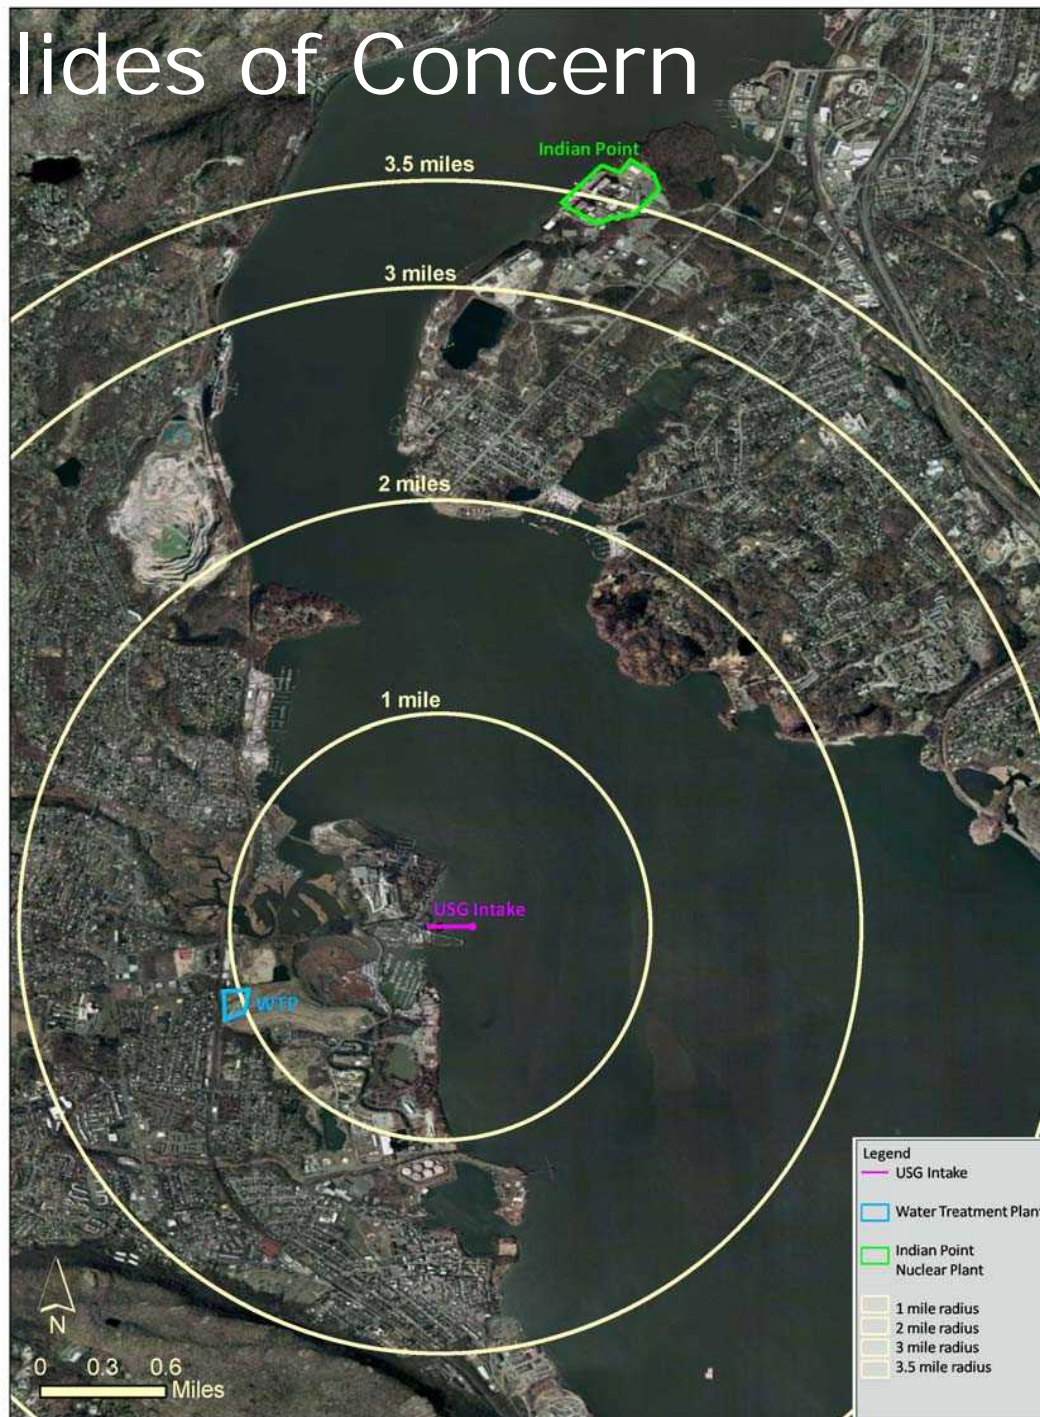 lides of Concern
Indian Point
3.5 miles
3 miles
2 miles
1 mile
USG Intake
WTP
Legend
USG Intake
Water Treatment Plant
Indian Point
Nuclear Plant
1 mile radius
2 mile radius
3 mile radius
3.5 mile radius
N
0 0.3 0.6
Miles